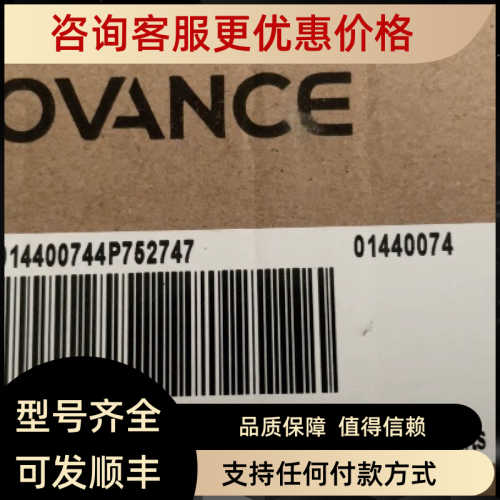 咨询客服更优惠价格
OVANCE
014400744P752747
01440074
型号齐全
可发顺丰
品质保障 值得信赖
支持任何付款方式